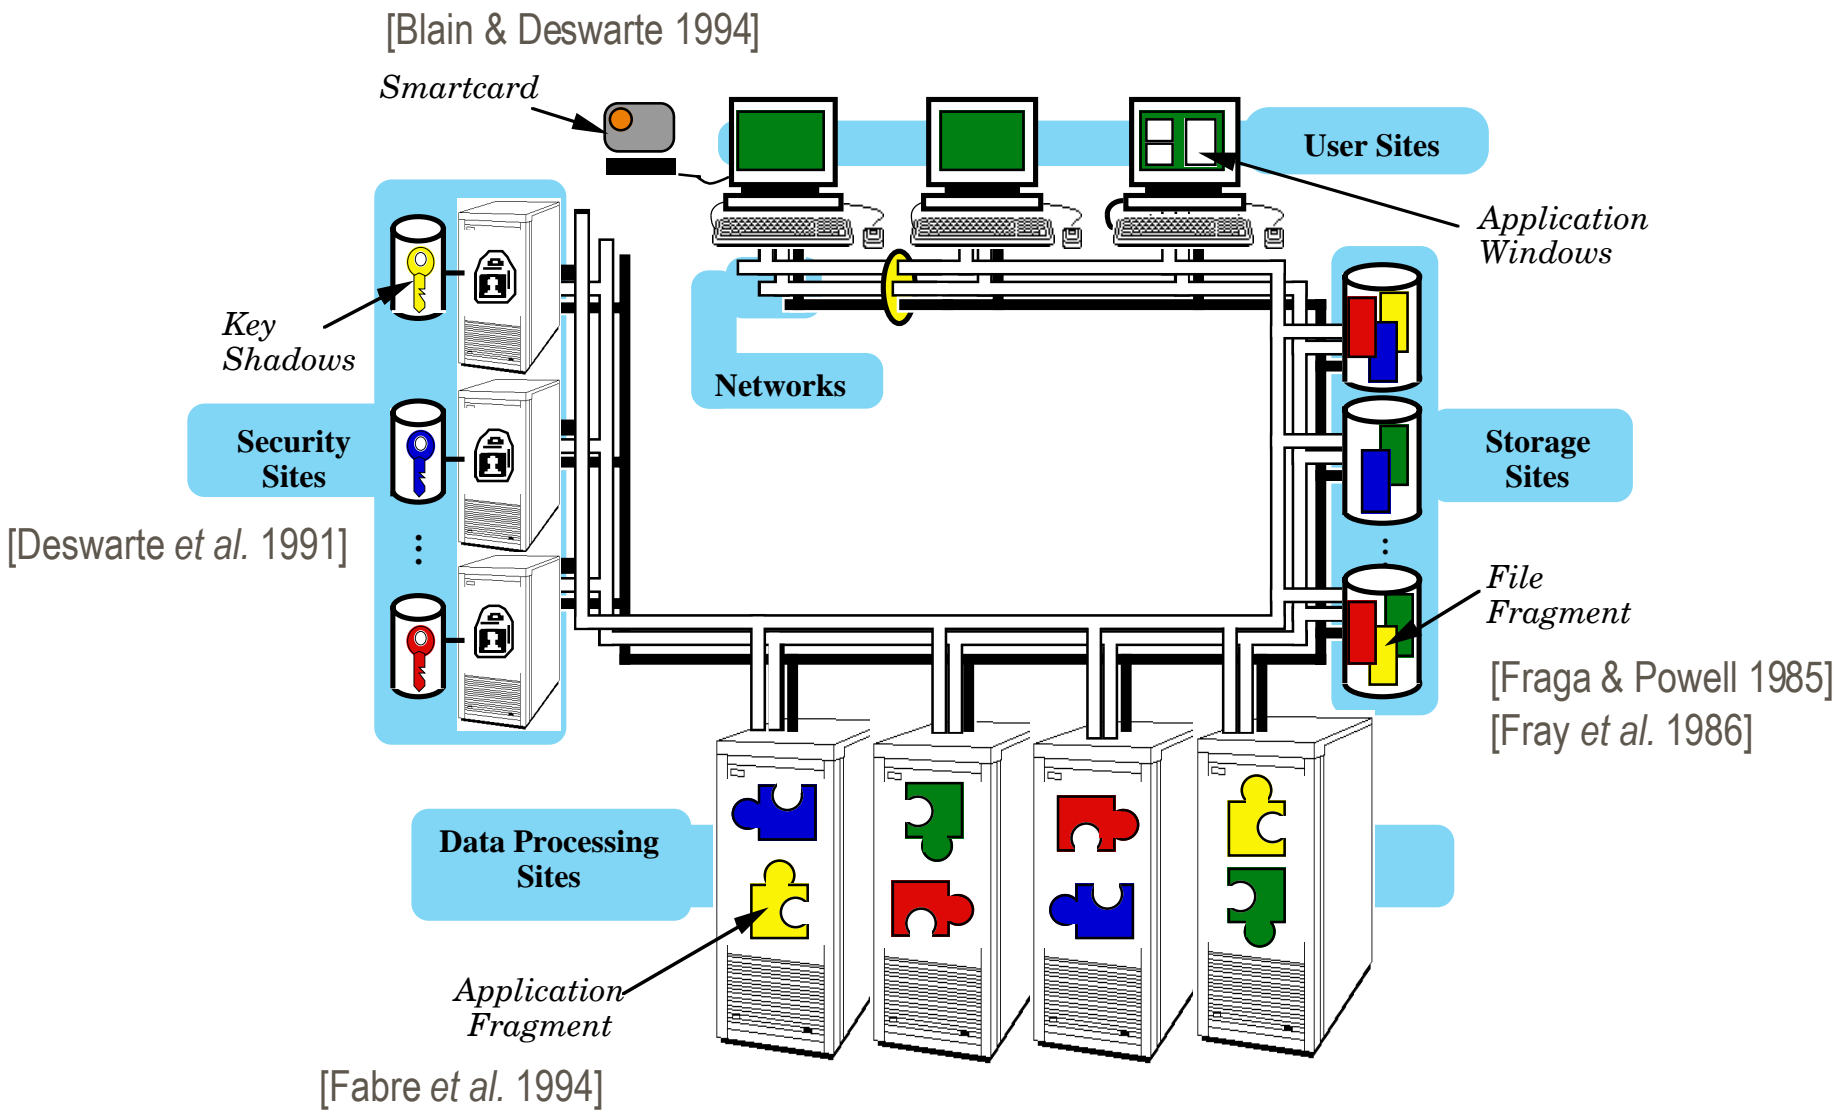 [Blain & Deswarte 1994]
Smartcard
User Sites
Application
Windows
Key
Shadows
Networks
Security
Sites
Storage
Sites
[Deswarte et al. 1991]
File
Fragment
[Fraga & Powell 1985]
[Fray et al. 1986]
Data Processing
Sites
Application
Fragment
[Fabre et al. 1994]